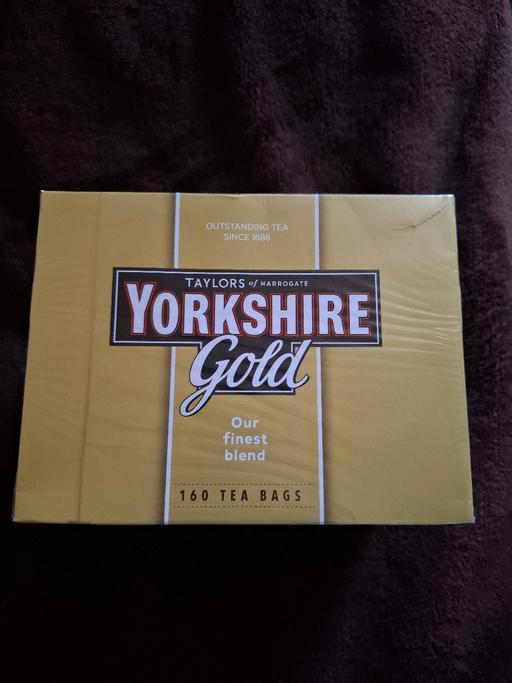 OUTSTANDING TEA
SINCE 1886
TAYLORS of HARROGATE
YORKSHIRE
Gold
Our
finest
blend
160 TEA BAGS